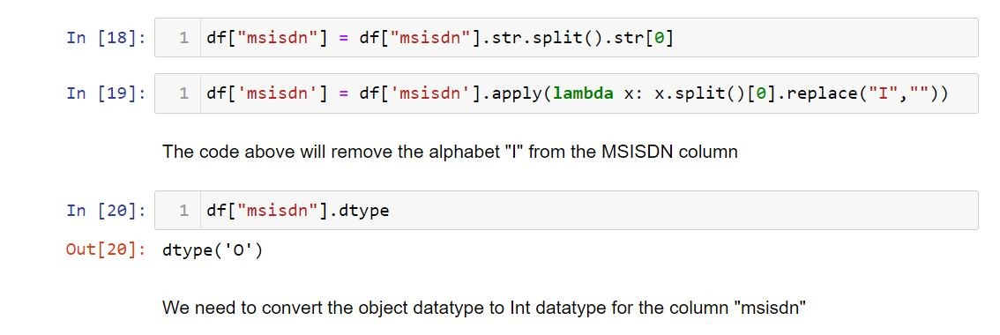 In [18]: 1 df["msisdn"] = df["msisdn"].str.split().str[0]
In [19]: 1 df['msisdn'] = df['msisdn'].apply(lambda x: x.split()[0].replace("I",""))
The code above will remove the alphabet "I" from the MSISDN column
In [20]: 1 df["msisdn"].dtype
Out[20]: dtype('O')
We need to convert the object datatype to Int datatype for the column "msisdn"